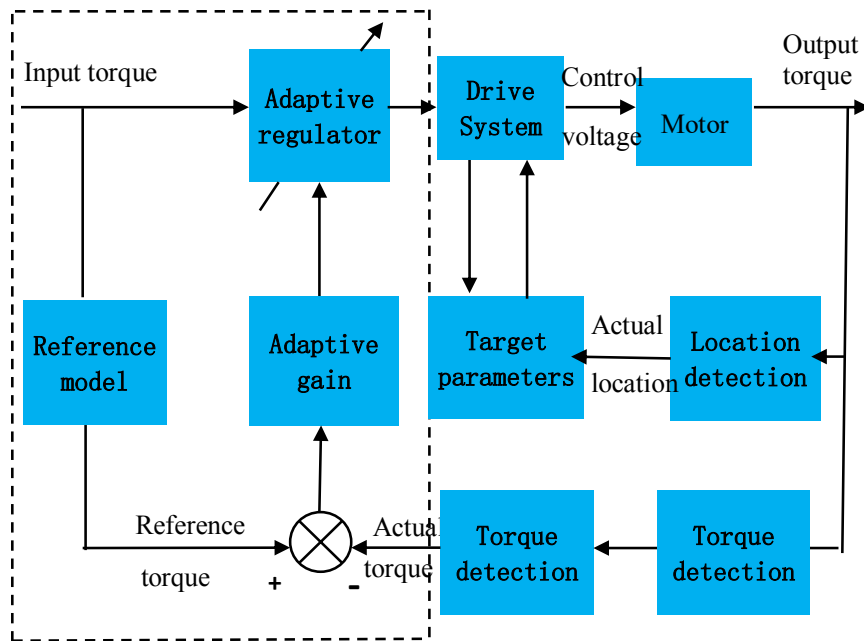 Input torque
Adaptive
regulator
Drive
System
Control
voltage
Motor
Output
torque
Reference
model
Adaptive
gain
Target
parameters
Actual
location
Location
detection
Reference
torque
+
-
Actual
torque
Torque
detection
Torque
detection